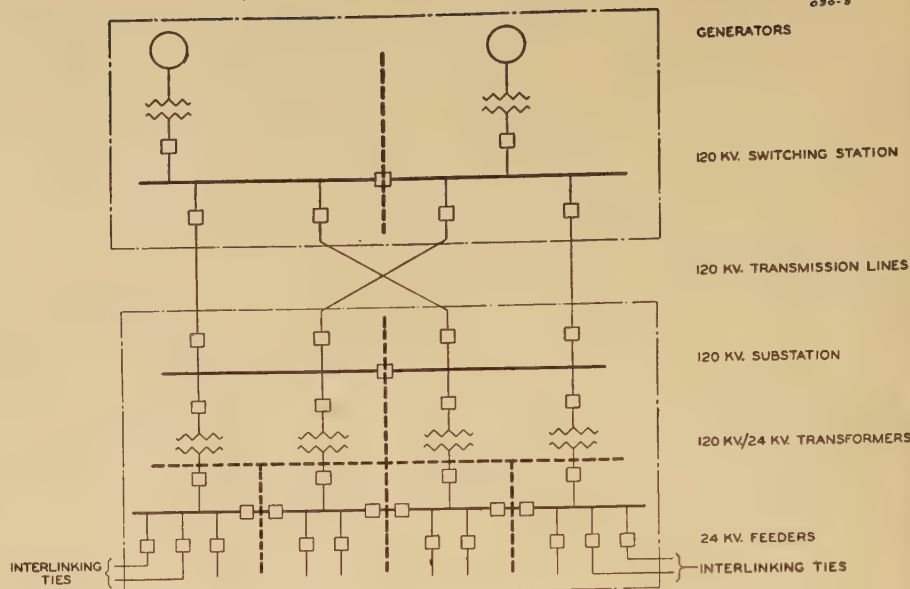 GENERATORS
120 KV. SWITCHING STATION
120 KV. TRANSMISSION LINES
120 KV. SUBSTATION
120 KV./24 KV. TRANSFORMERS
24 KV. FEEDERS
INTERLINKING
TIES
INTERLINKING TIES